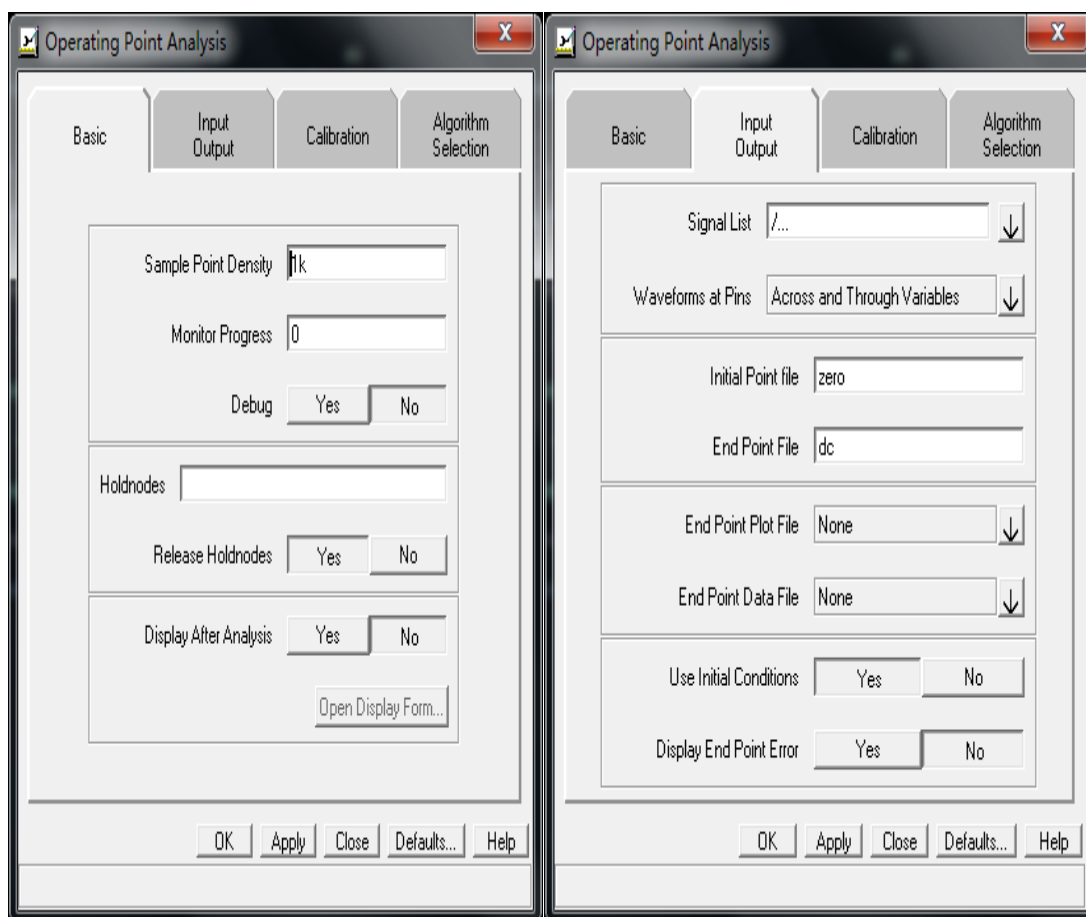 Operating Point Analysis
X
Basic
Input
Output
Calibration
Algorithm
Selection
Sample Point Density 1k
Monitor Progress 0
Debug Yes No
Holdnodes
Release Holdnodes Yes No
Display After Analysis Yes No
Open Display Form...
OK Apply Close Defaults... Help
Operating Point Analysis
X
Basic
Input
Output
Calibration
Algorithm
Selection
Signal List /...
Waveforms at Pins Across and Through Variables
Initial Point file zero
End Point File dc
End Point Plot File None
End Point Data File None
Use Initial Conditions Yes No
Display End Point Error Yes No
OK Apply Close Defaults... Help